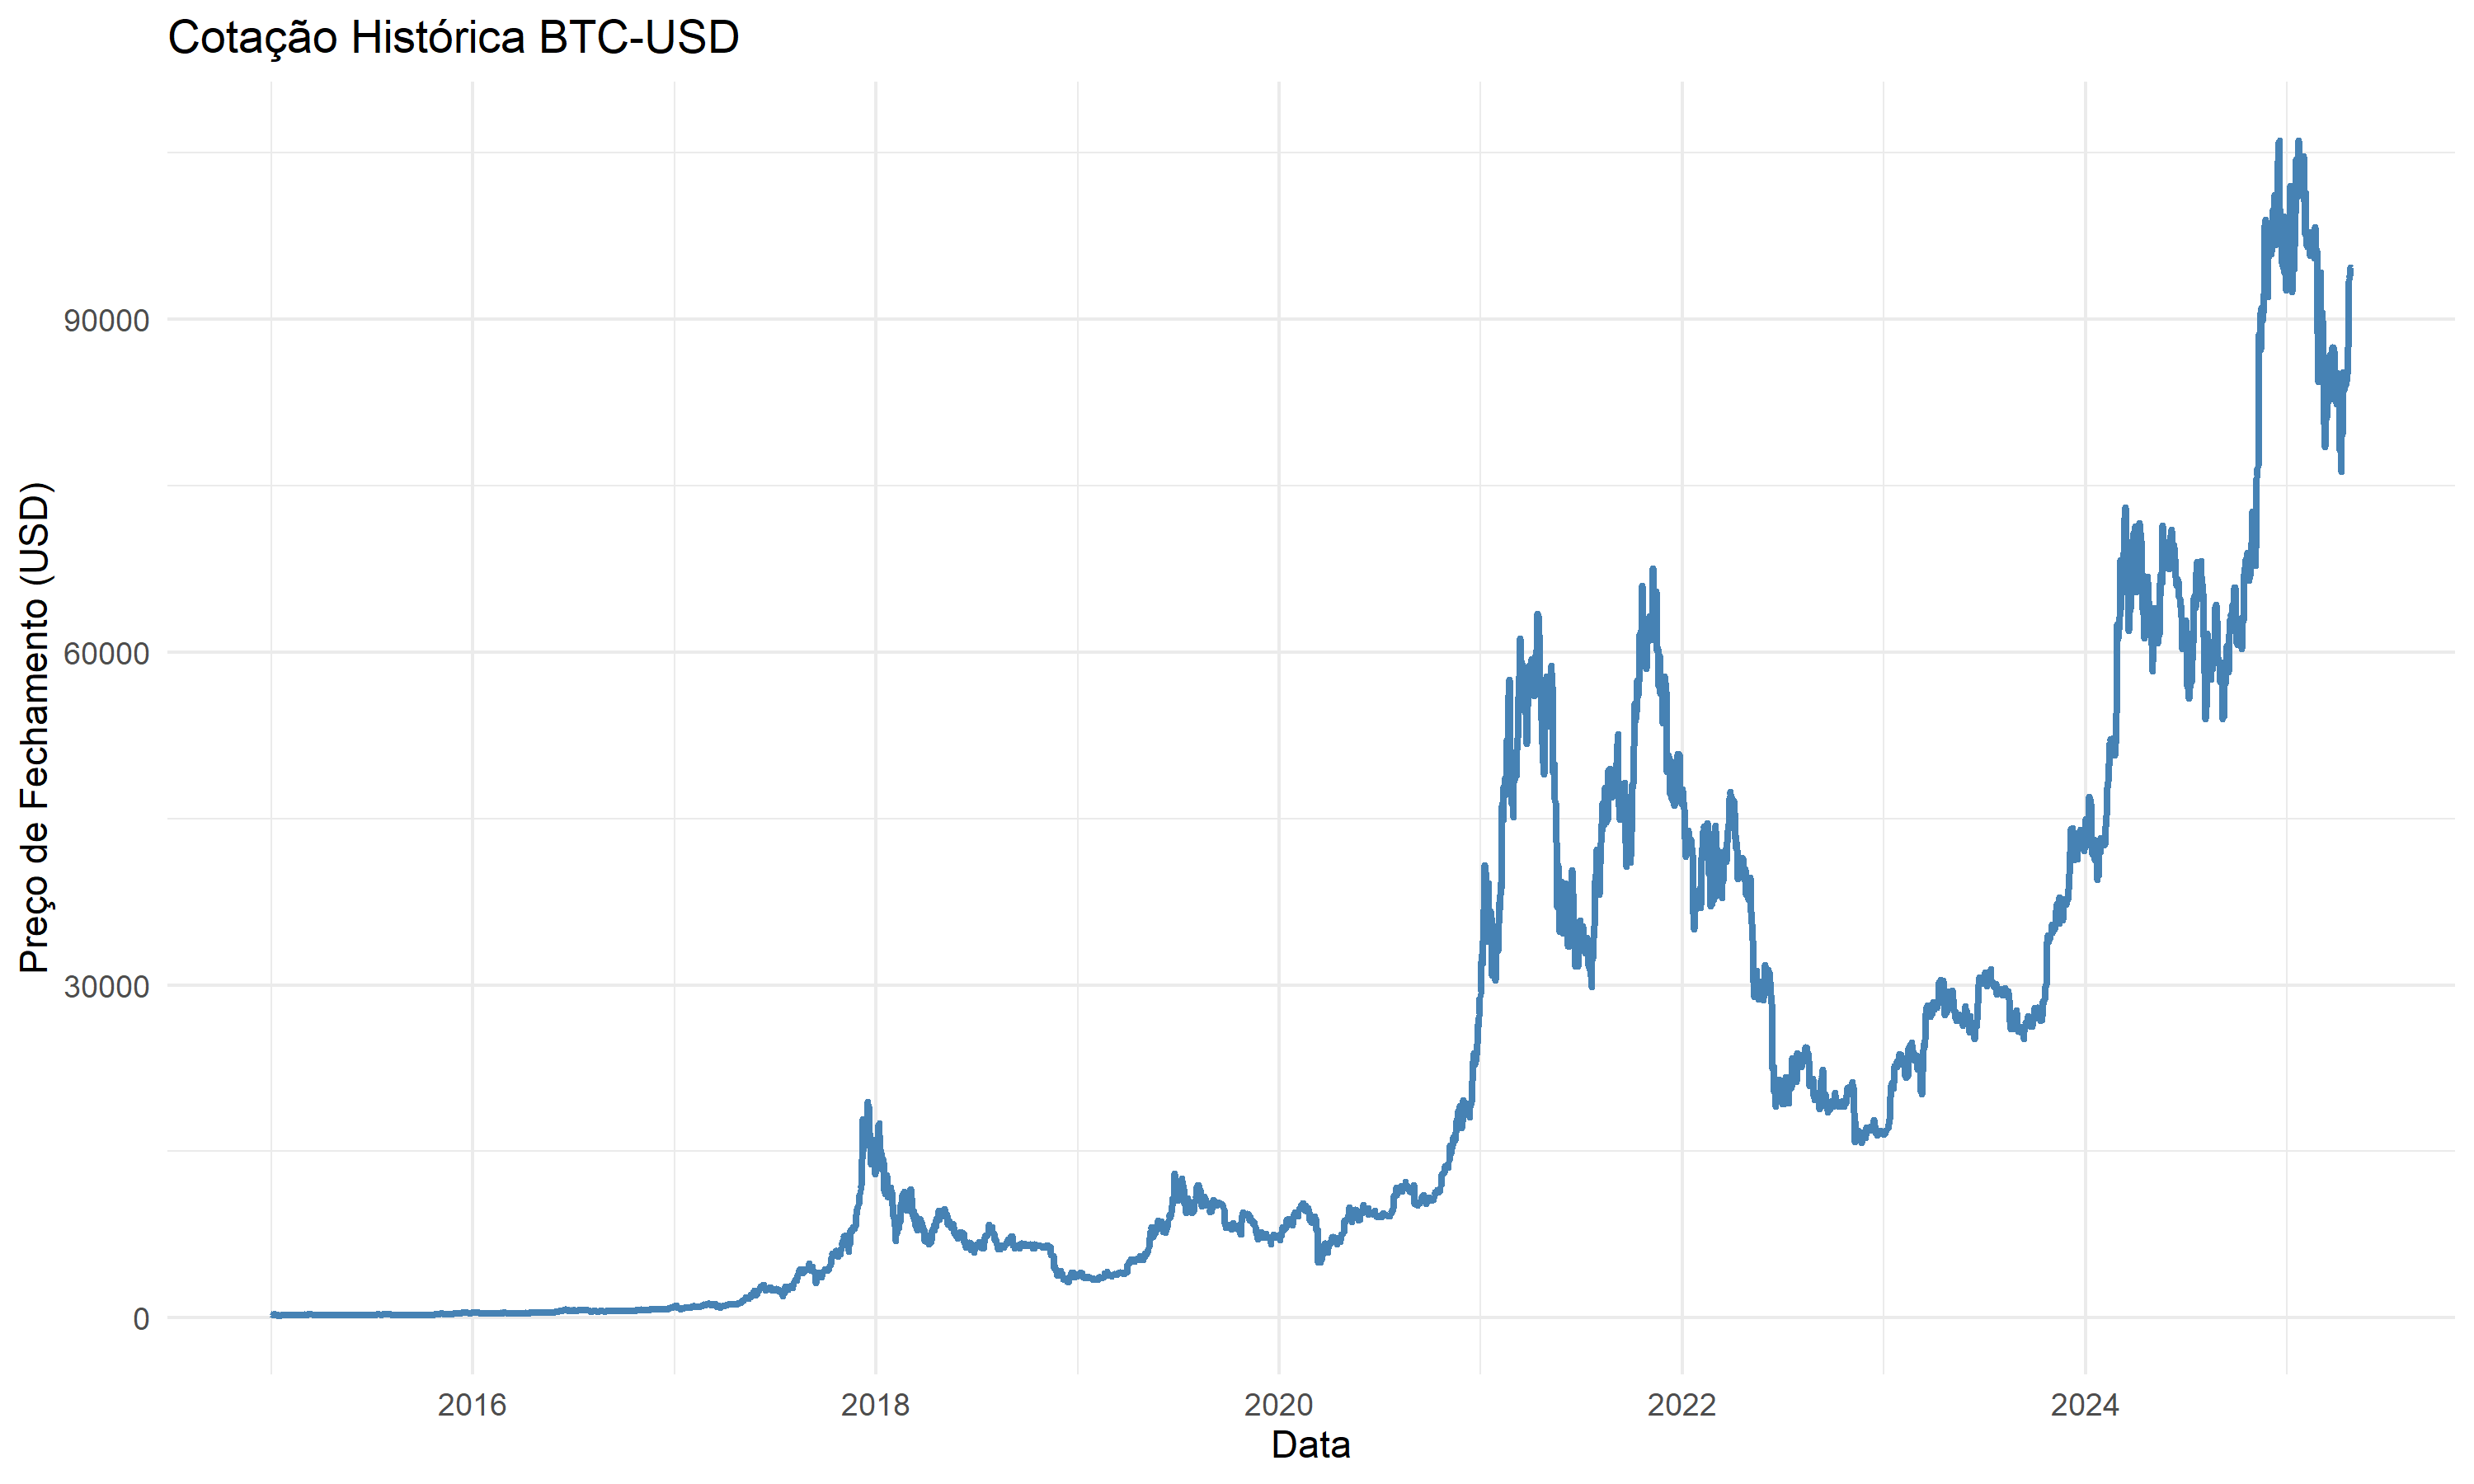 Cotação Histórica BTC-USD
Preço de Fechamento (USD)
90000
60000
30000
0
2016 2018 2020 2022 2024
Data